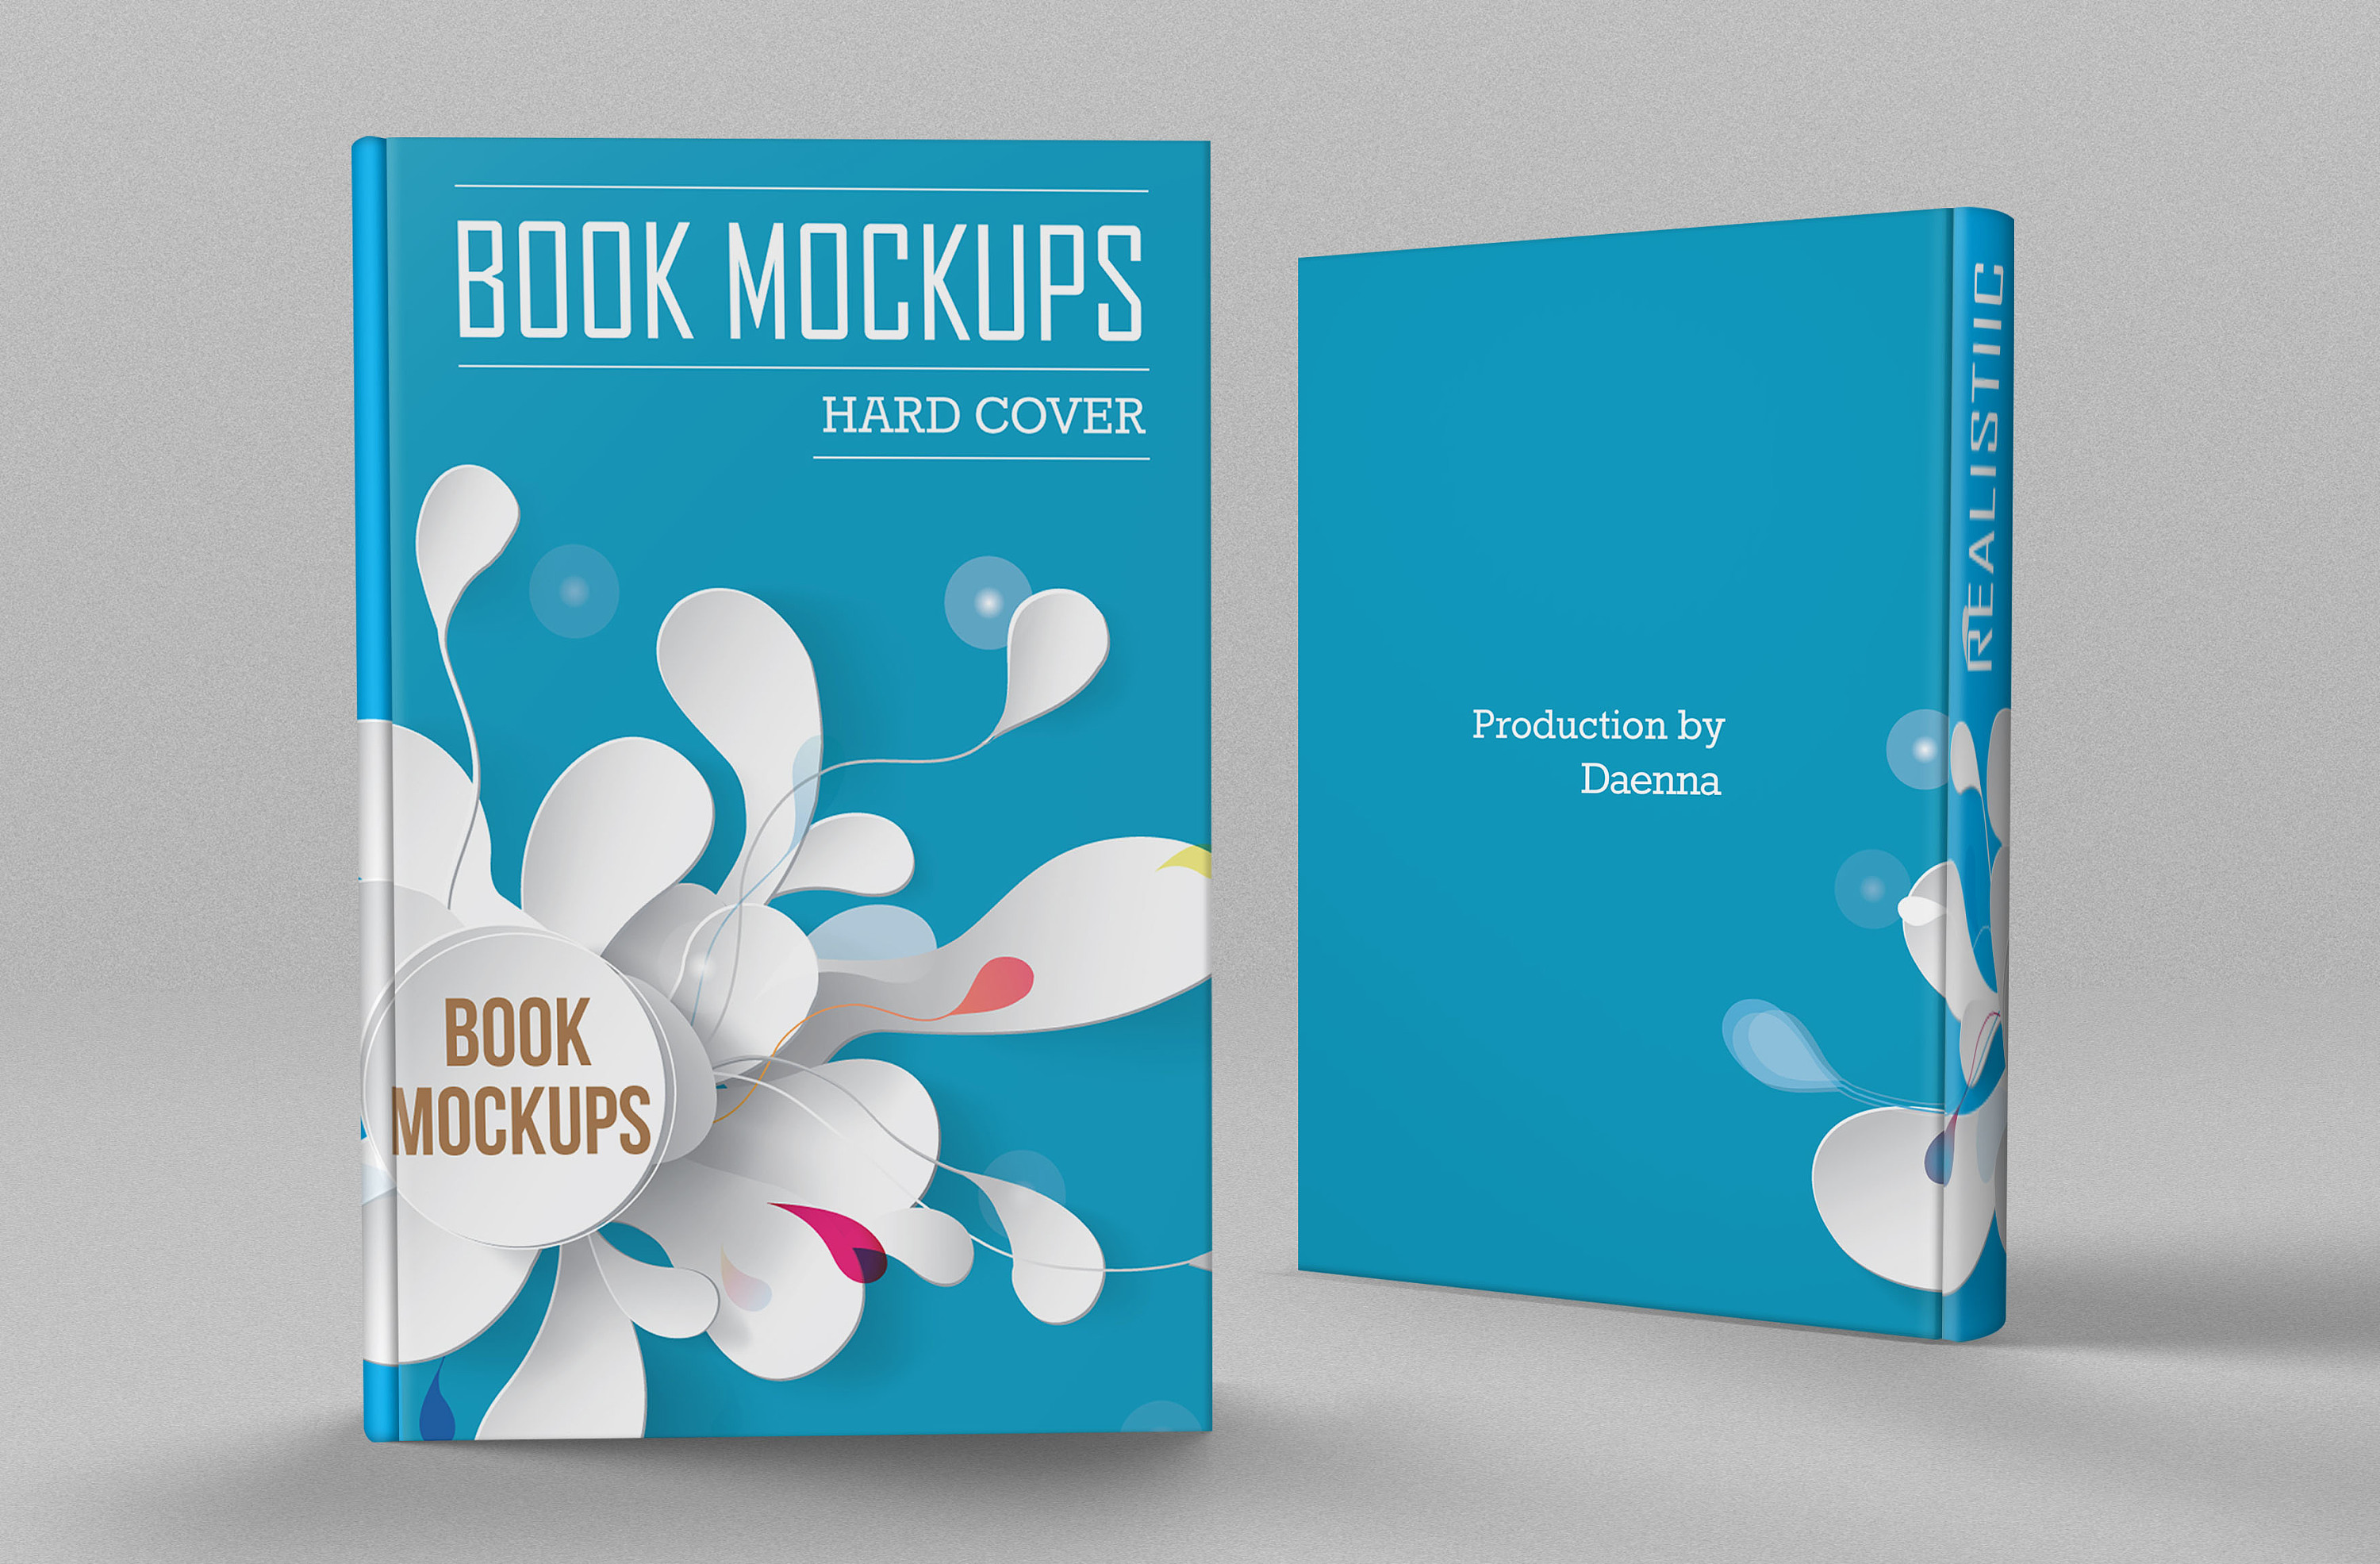 BOOK MOCKUPS
HARD COVER
BOOK
MOCKUPS
Production by
Daenna
REALISTIIC